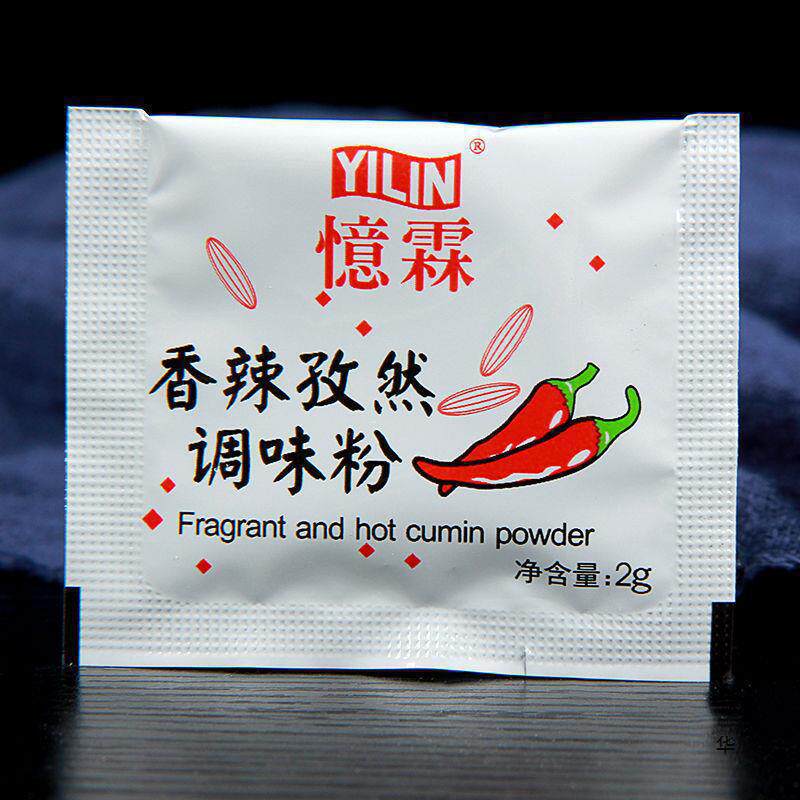 YILIN®
憶霖
香辣孜然
调味粉
Fragrant and hot cumin powder
净含量:2g
华